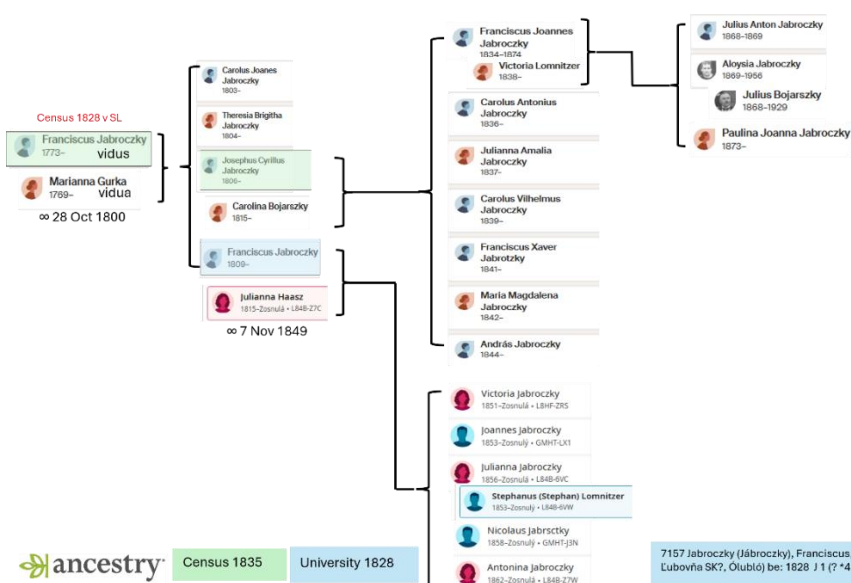 Census 1828 v SL
Franciscus Jabroczky
1773–
vidus
Marianna Gurka
1769–
vidua
∞ 28 Oct 1800
Carolus Joanes
Jabroczky
1803–
Theresia Brigitha
Jabroczky
1804–
Josephus Cyrillus
Jabroczky
1806–
Carolina Bojarszky
1815–
Franciscus Jabroczky
1809–
Julianna Haasz
1815–Zosnulá • L84B-Z7C
∞ 7 Nov 1849
Franciscus Joannes
Jabroczky
1834–1874
Victoria Lomnitzer
1838–
Carolus Antonius
Jabroczky
1836–
Julianna Amalia
Jabroczky
1837-
Carolus Vilhelmus
Jabroczky
1839–
Franciscus Xaver
Jabrotzky
1841–
Maria Magdalena
Jabroczky
1842–
András Jabroczky
1844–
Julius Anton Jabroczky
1868–1869
Aloysia Jabroczky
1869–1956
Julius Bojarszky
1868–1929
Paulina Joanna Jabroczky
1873–
Victoria Jabroczky
1851–Zosnulá • L8HF-ZRS
Joannes Jabroczky
1853–Zosnulý • GMHT-LX1
Julianna Jabroczky
1856–Zosnulá • L84B-6VC
Stephanus (Stephan) Lomnitzer
1853–Zosnulý • L84B-6VW
Nicolaus Jabrsctky
1858–Zosnulý • GMHT-J3N
Antonina Jabroczky
1862–Zosnulá • L84B-Z7W
ancestry
Census 1835
University 1828
7157 Jabroczky (Jábroczky), Franciscus
Ľubovňa SK?, Ólubló) be: 1828 J 1 (? *4